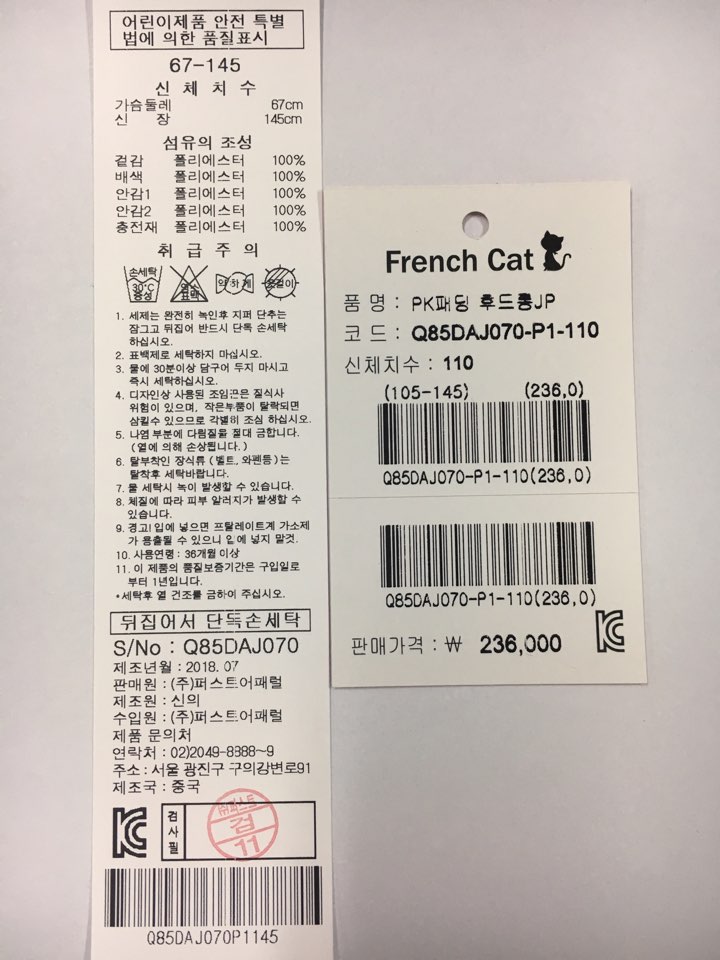 어린이제품 안전 특별
법에 의한 품질표시
67-145
신 체 치 수
가슴둘레 67cm
신 장 145cm
섬유의 조성
겉감 폴리에스터 100%
배색 폴리에스터 100%
안감1 폴리에스터 100%
안감2 폴리에스터 100%
충전재 폴리에스터 100%
취 급 주 의
손세탁
30°C
중성
염소
표백
약하게
옷걸이
1. 세제는 완전히 녹인후 지퍼 단추는
잠그고 뒤집어 반드시 단독 손세탁
하십시오.
2. 표백제로 세탁하지 마십시오.
3. 물에 30분이상 담구어 두지 마시고
즉시 세탁하십시오.
4. 디자인상 사용된 조임끈은 질식사
위험이 있으며, 작은부품이 탈락되면
삼킬수 있으므로 각별히 조심 하십시오.
5. 나염 부분에 다림질을 절대 금합니다.
(열에 의해 손상됩니다.)
6. 탈부착인 장식류 (벨트, 와펜등)는
탈착후 세탁바랍니다.
7. 물 세탁시 녹이 발생할 수 있습니다.
8. 체질에 따라 피부 알러지가 발생할 수
있습니다.
9. 경고! 입에 넣으면 프탈레이트계 가소제
가 용출될 수 있으니 입에 넣지 말것.
10. 사용연령 : 36개월 이상
11. 이 제품의 품질보증기간은 구입일로
부터 1년입니다.
*세탁후 열 건조를 금하여 주십시오.
뒤집어서 단독손세탁
S/No : Q85DAJ070
제조년월 : 2018. 07
판매원 : (주)퍼스트어패럴
제조원 : 신의
수입원 : (주)퍼스트어패럴
제품 문의처
연락처 : 02)2049-8888~9
주소 : 서울 광진구 구의강변로91
제조국 : 중국
KC
검사필
(주)퍼스트
검
11
Q85DAJ070P1145
French Cat
품 명 : PK패딩 후드롱JP
코 드 : Q85DAJ070-P1-110
신체치수 : 110
(105-145) (236,0)
Q85DAJ070-P1-110(236,0)
Q85DAJ070-P1-110(236,0)
판매가격 : ₩ 236,000
KC